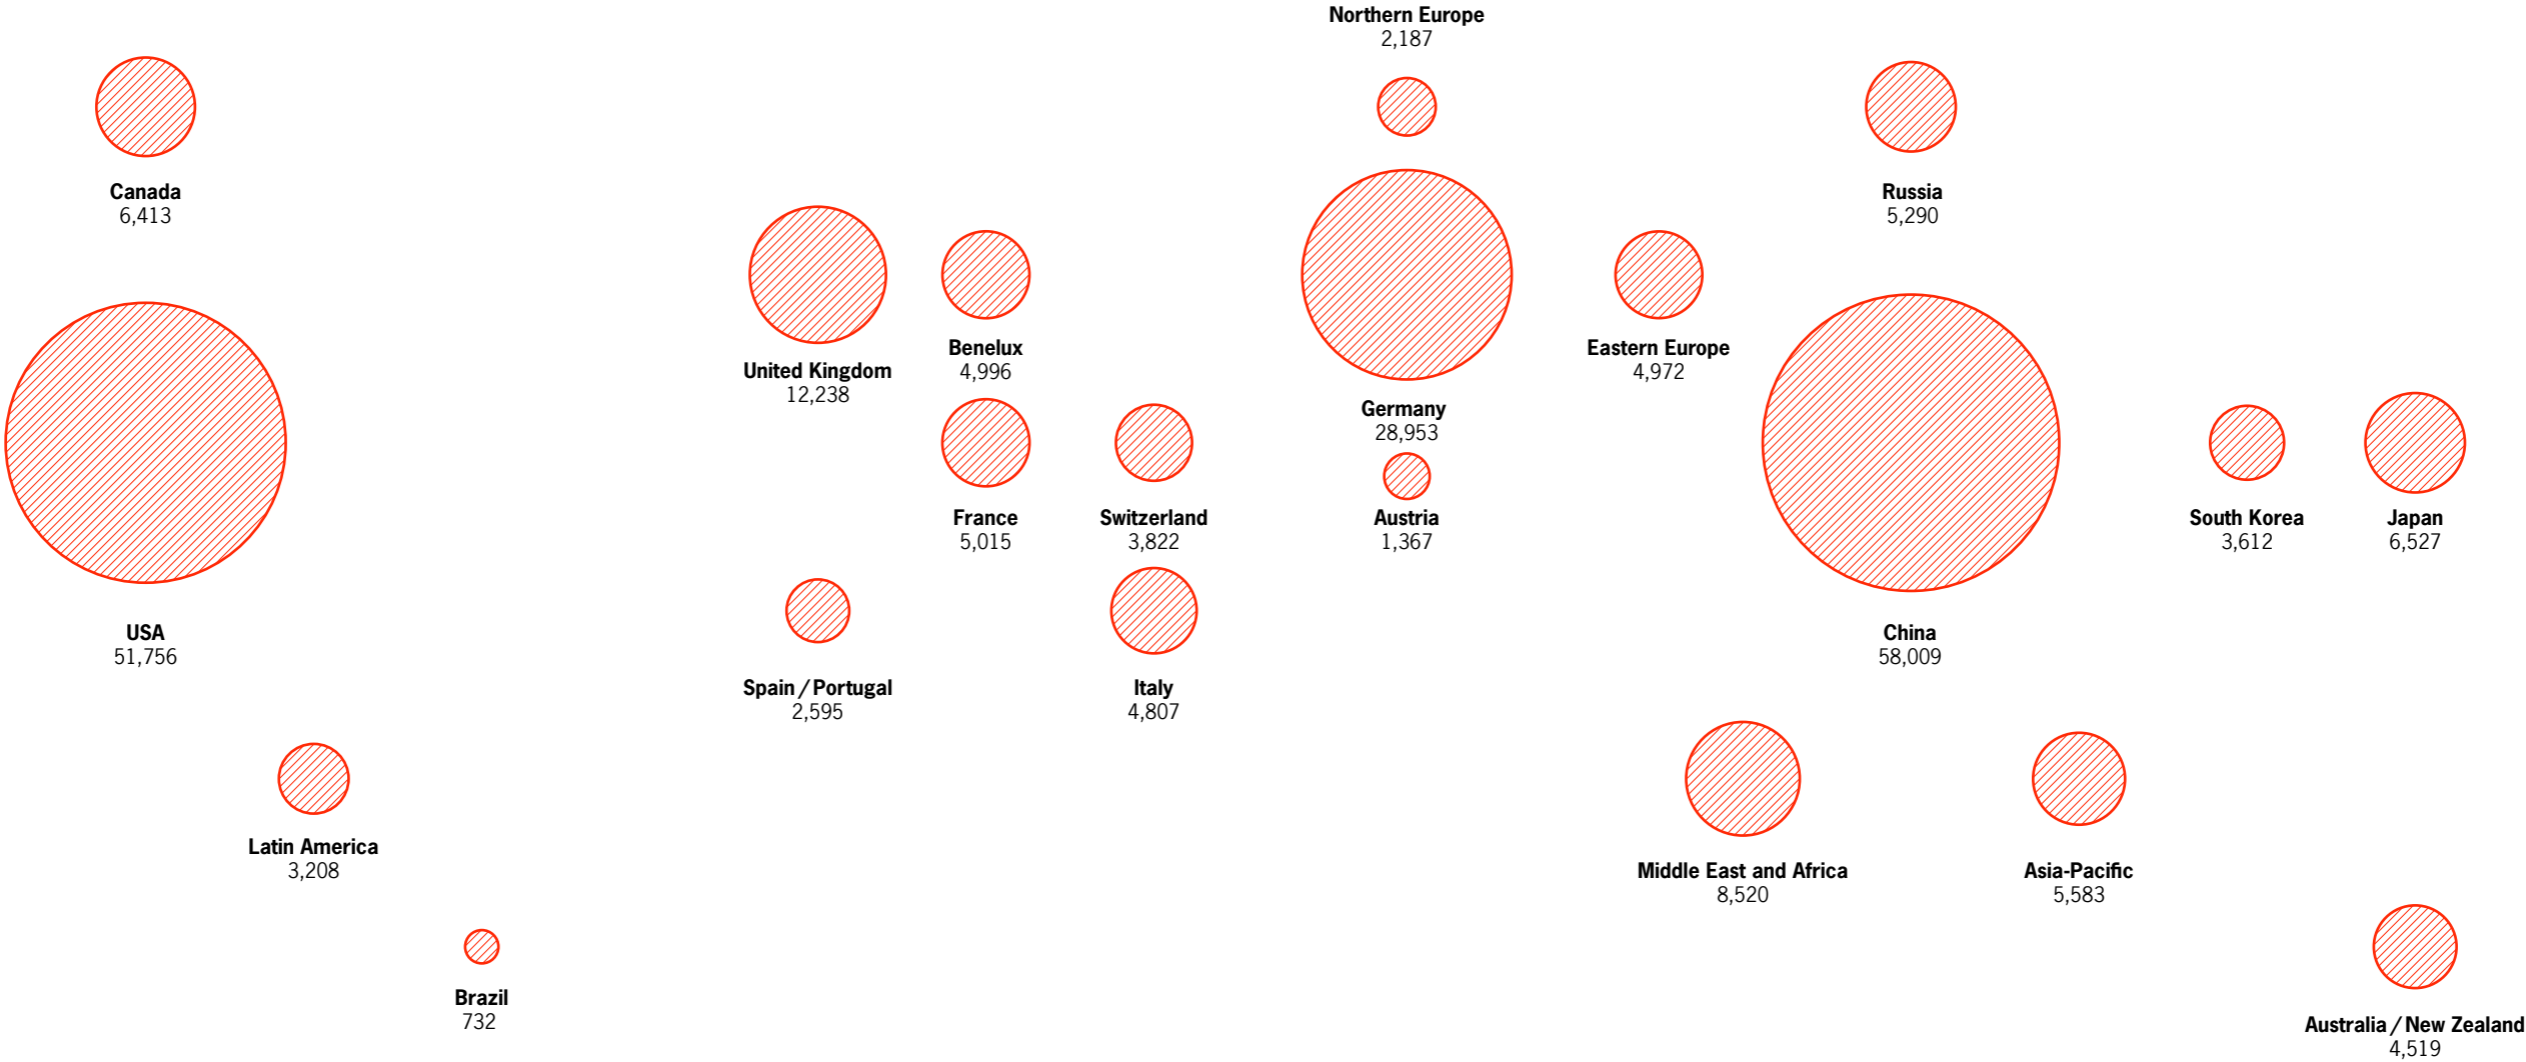 Northern Europe
2,187
Canada
6,413
Russia
5,290
United Kingdom
12,238
Benelux
4,996
Germany
28,953
Eastern Europe
4,972
France
5,015
Switzerland
3,822
Austria
1,367
South Korea
3,612
Japan
6,527
USA
51,756
China
58,009
Spain / Portugal
2,595
Italy
4,807
Latin America
3,208
Middle East and Africa
8,520
Asia-Pacific
5,583
Brazil
732
Australia / New Zealand
4,519